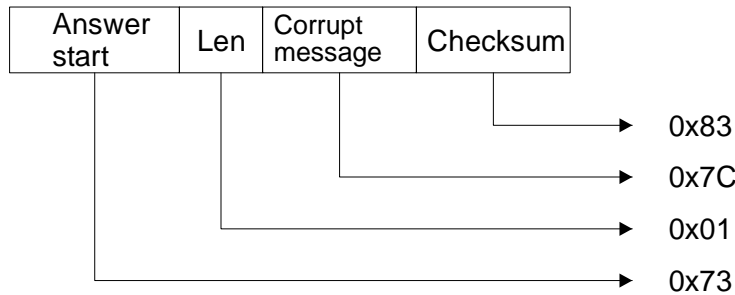 Answer
start
Len
Corrupt
message
Checksum
0x83
0x7C
0x01
0x73